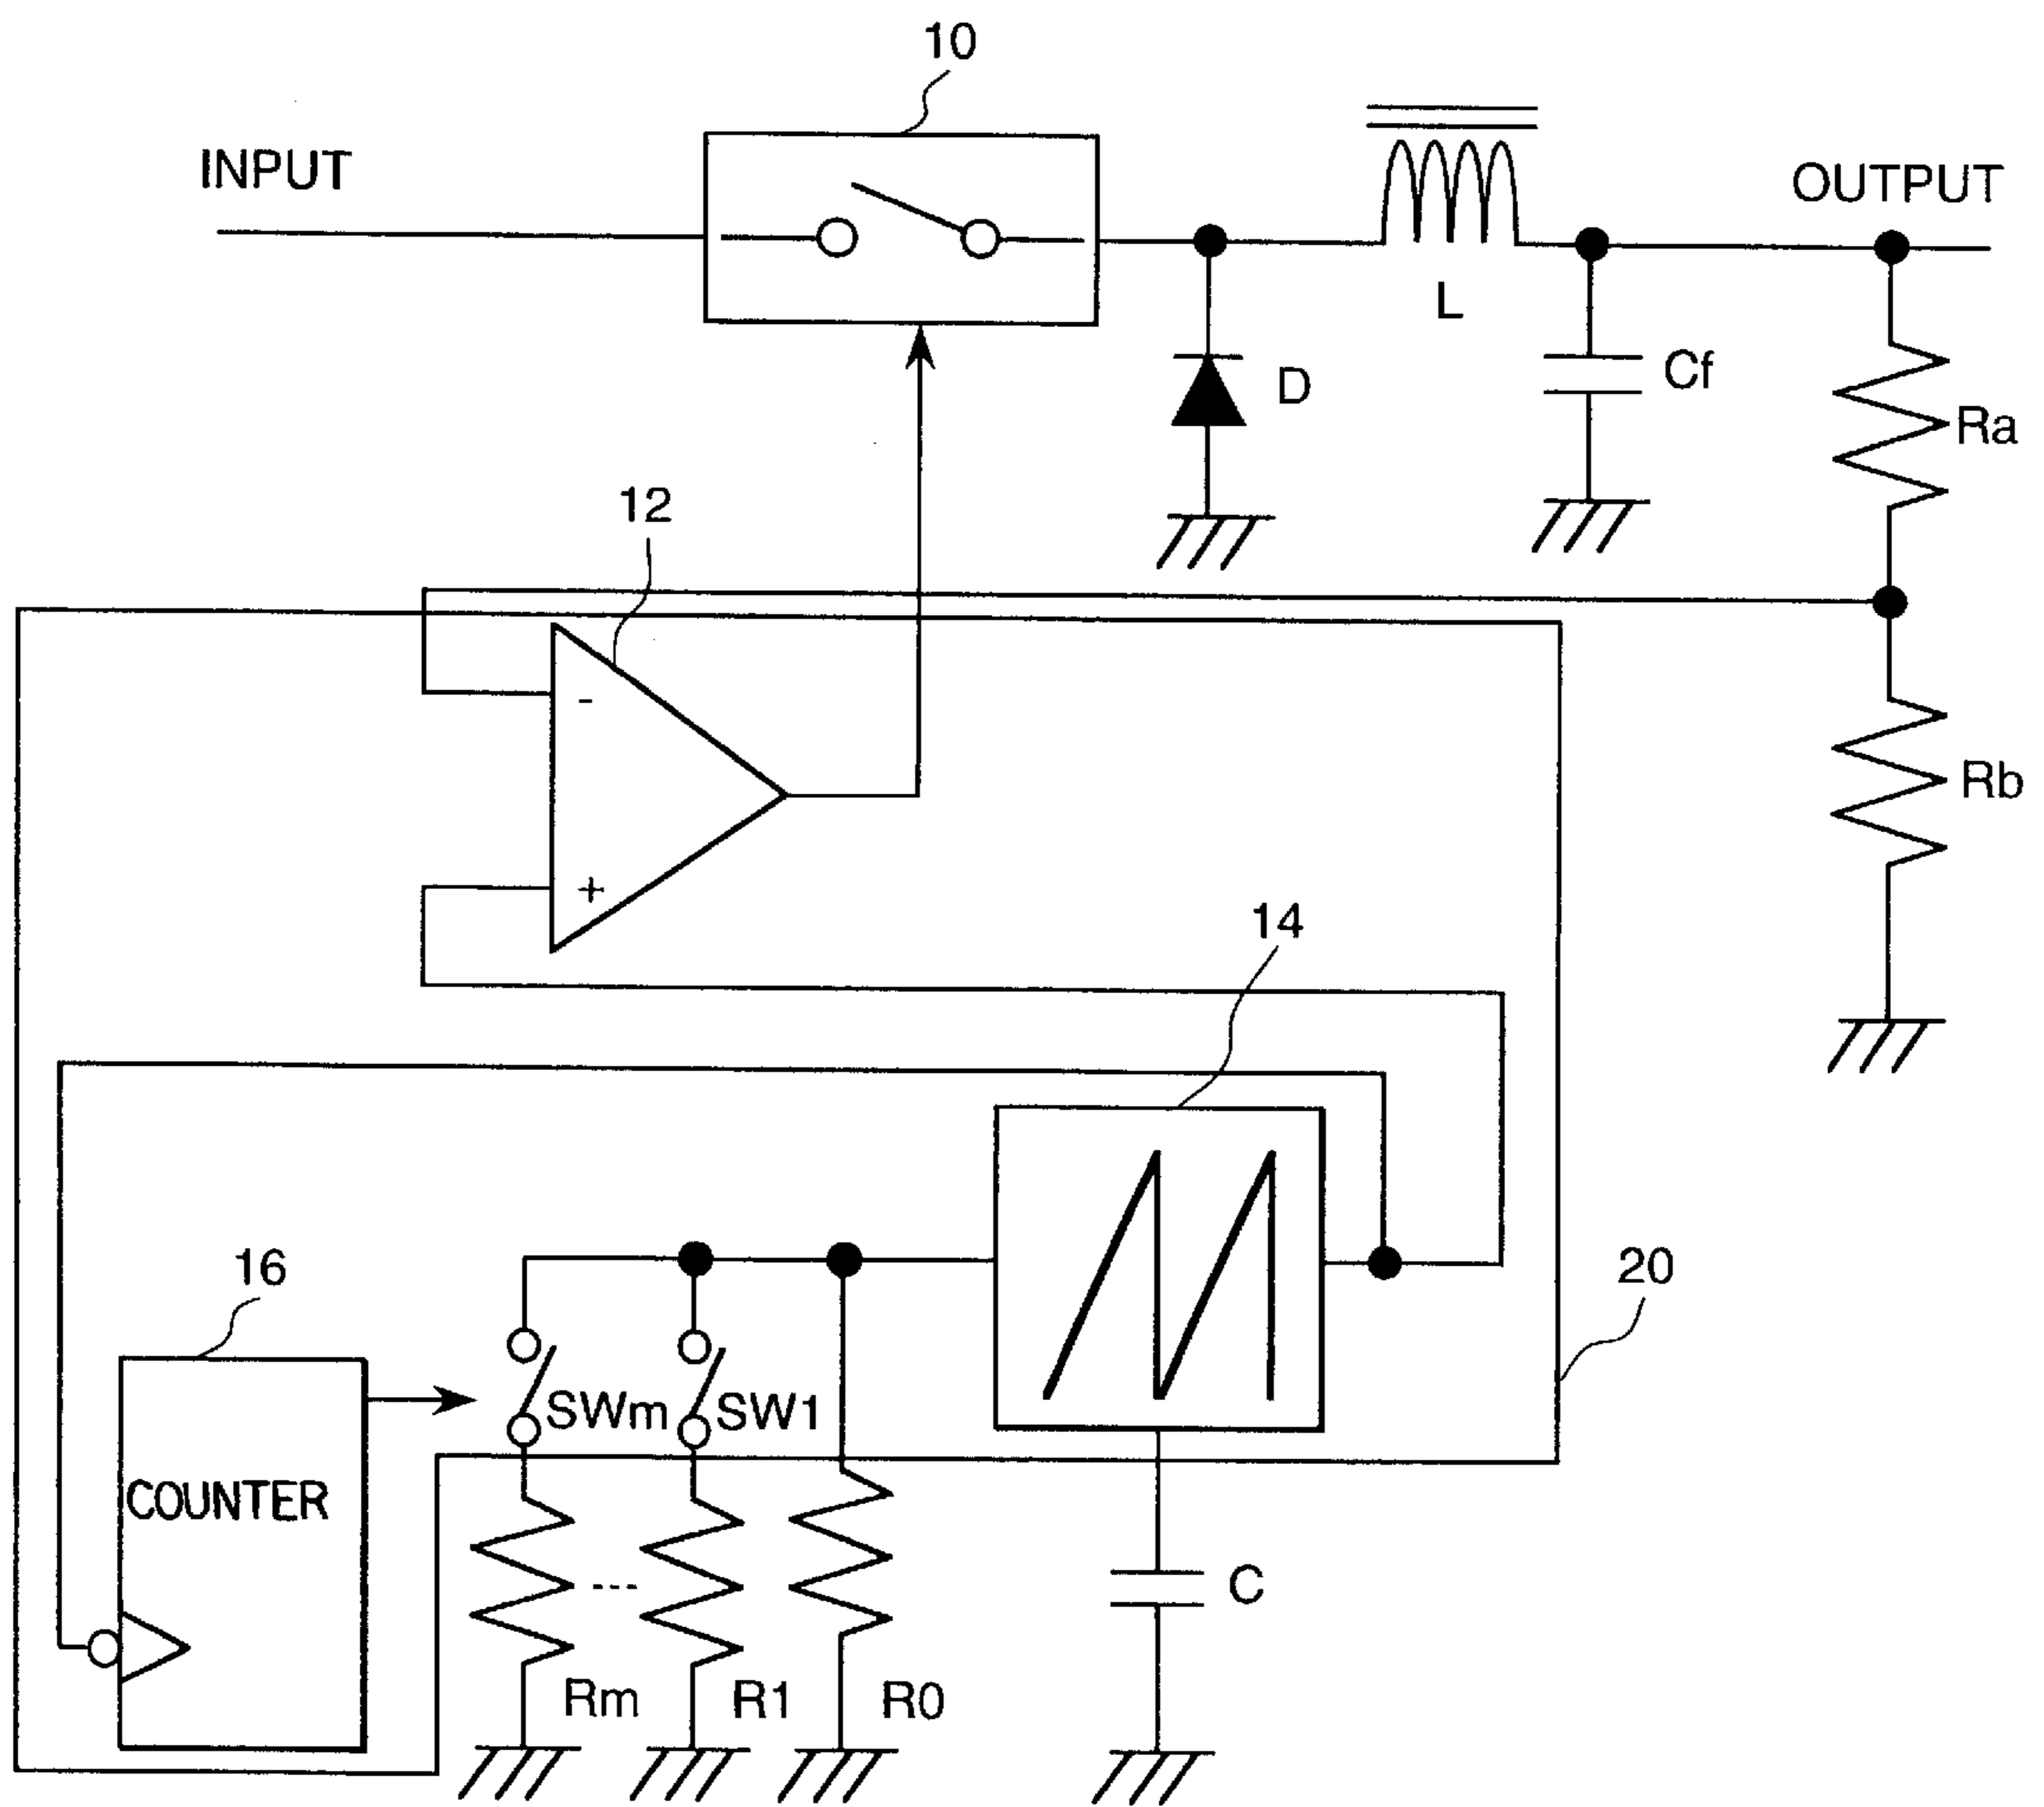 10
INPUT
OUTPUT
L
D
Cf
Ra
12
-
Rb
+
14
16
20
SWm
SW1
COUNTER
---
C
Rm
R1
R0